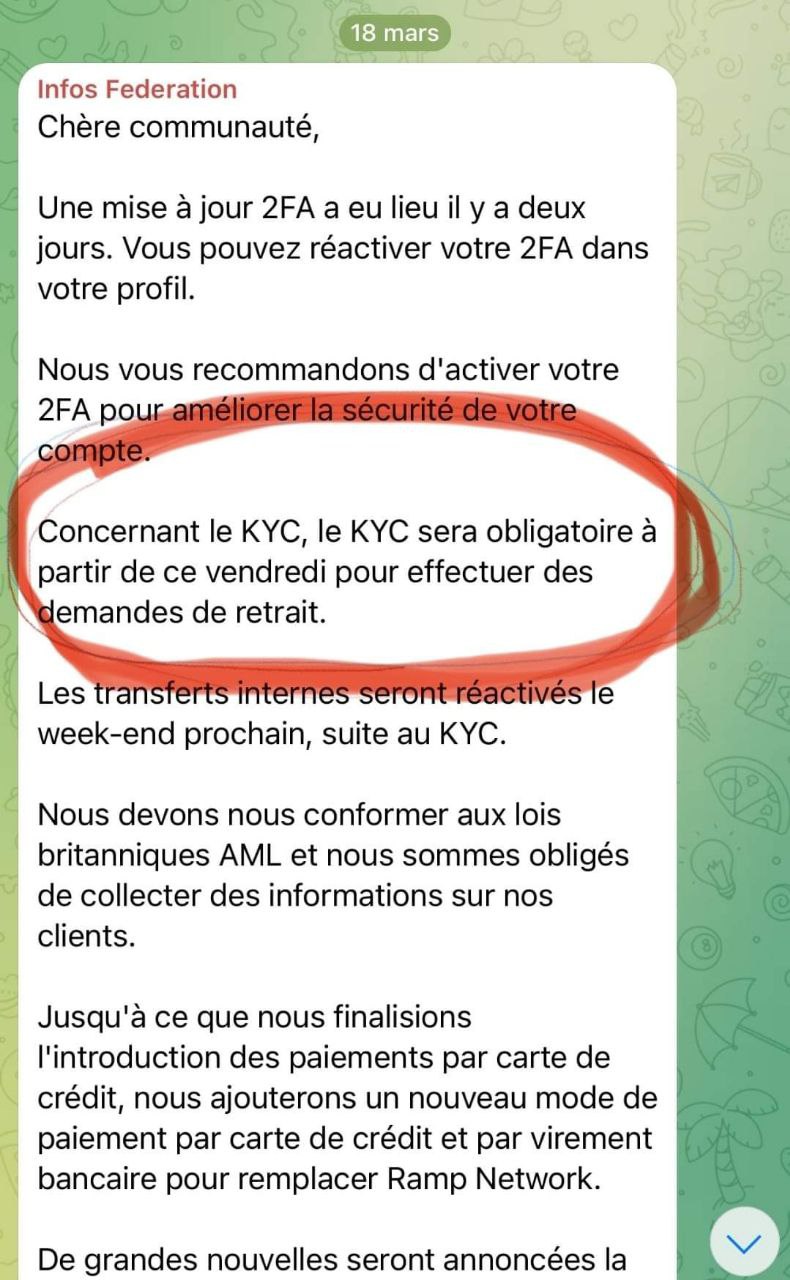 18 mars
Infos Federation
Chère communauté,
Une mise à jour 2FA a eu lieu il y a deux
jours. Vous pouvez réactiver votre 2FA dans
votre profil.
Nous vous recommandons d'activer votre
2FA pour améliorer la sécurité de votre
compte.
Concernant le KYC, le KYC sera obligatoire à
partir de ce vendredi pour effectuer des
demandes de retrait.
Les transferts internes seront réactivés le
week-end prochain, suite au KYC.
Nous devons nous conformer aux lois
britanniques AML et nous sommes obligés
de collecter des informations sur nos
clients.
Jusqu'à ce que nous finalisions
l'introduction des paiements par carte de
crédit, nous ajouterons un nouveau mode de
paiement par carte de crédit et par virement
bancaire pour remplacer Ramp Network.
De grandes nouvelles seront annoncées la